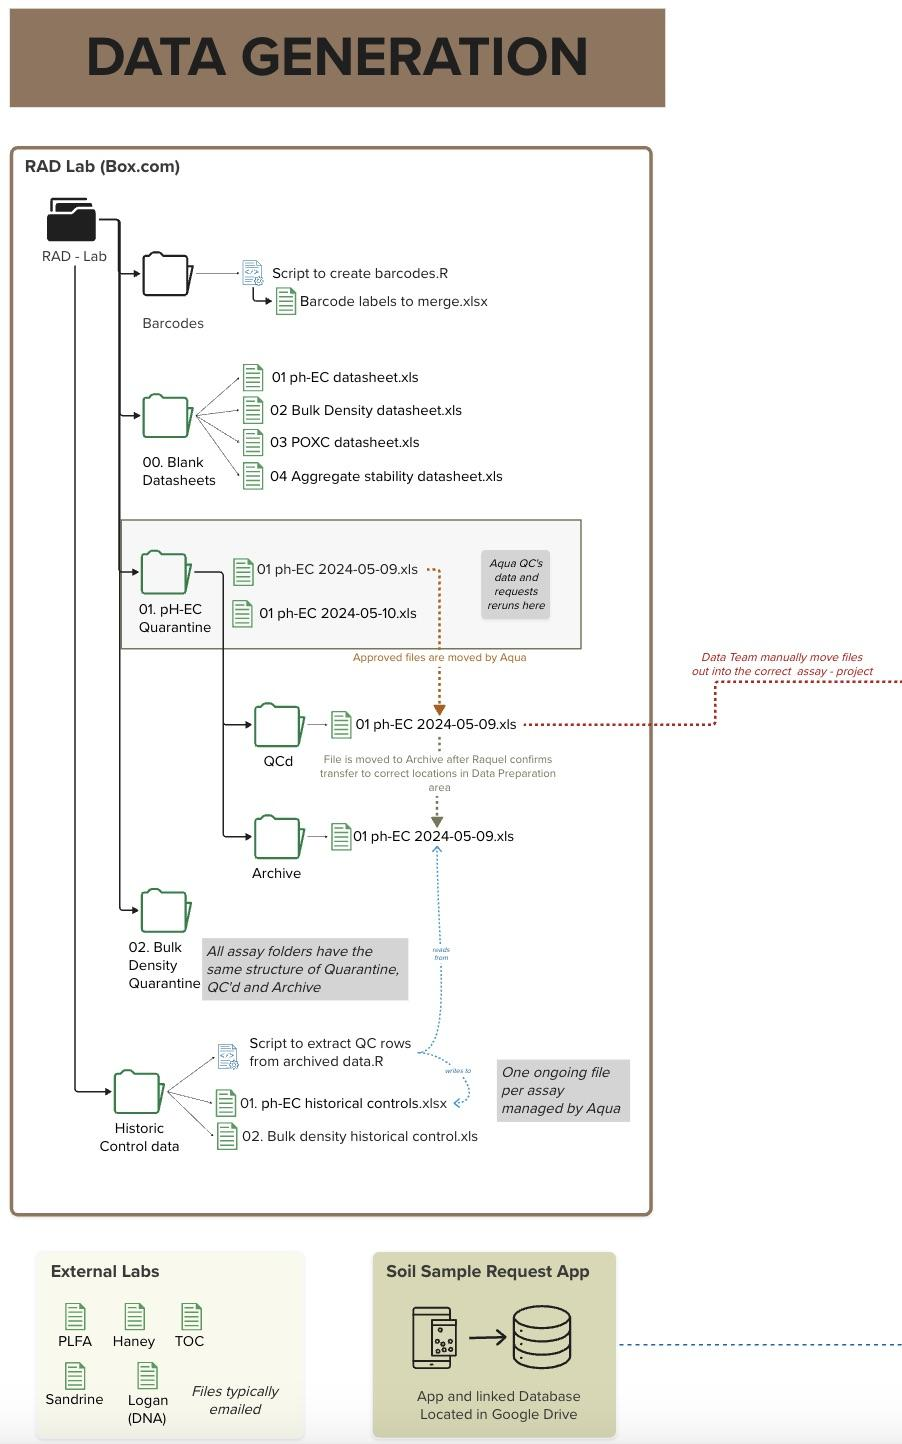 DATA GENERATION
RAD Lab (Box.com)
RAD - Lab
Script to create barcodes.R
Barcode labels to merge.xlsx
Barcodes
01 ph-EC datasheet.xls
02 Bulk Density datasheet.xls
03 POXC datasheet.xls
04 Aggregate stability datasheet.xls
00. Blank
Datasheets
01 ph-EC 2024-05-09.xls
01 ph-EC 2024-05-10.xls
Aqua QC's
data and
requests
reruns here
01. pH-EC
Quarantine
Approved files are moved by Aqua
Data Team manually move files
out into the correct assay - project
01 ph-EC 2024-05-09.xls
QCd
File is moved to Archive after Raquel confirms
transfer to correct locations in Data Preparation
area
01 ph-EC 2024-05-09.xls
Archive
02. Bulk
Density
Quarantine
All assay folders have the
same structure of Quarantine,
QC'd and Archive
reads
from
Script to extract QC rows
from archived data.R
writes to
01. ph-EC historical controls.xlsx
02. Bulk density historical control.xls
One ongoing file
per assay
managed by Aqua
Historic
Control data
External Labs
PLFA
Haney
TOC
Sandrine
Logan
(DNA)
Files typically
emailed
Soil Sample Request App
App and linked Database
Located in Google Drive